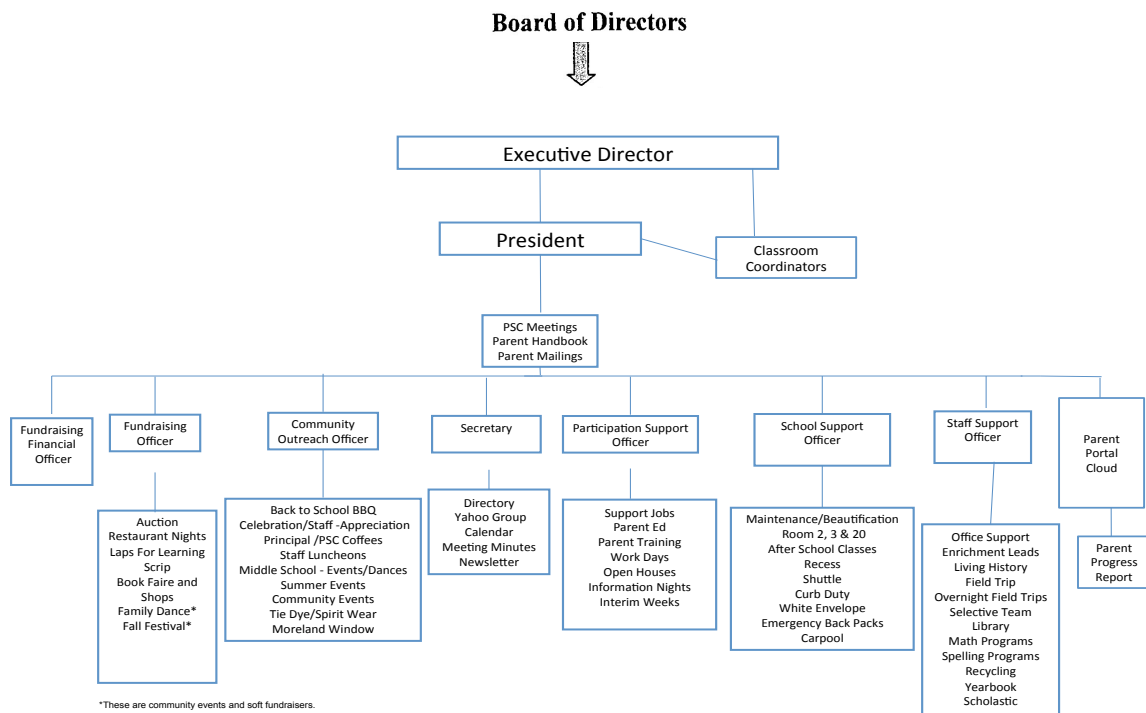 Board of Directors
Executive Director
President
Classroom
Coordinators
PSC Meetings
Parent Handbook
Parent Mailings
Fundraising
Financial
Officer
Fundraising
Officer
Community
Outreach Officer
Secretary
Participation Support
Officer
School Support
Officer
Staff Support
Officer
Parent
Portal
Cloud
Auction
Restaurant Nights
Laps For Learning
Scrip
Book Faire and
Shops
Family Dance*
Fall Festival*
Back to School BBQ
Celebration/Staff -Appreciation
Principal /PSC Coffees
Staff Luncheons
Middle School - Events/Dances
Summer Events
Community Events
Tie Dye/Spirit Wear
Moreland Window
Directory
Yahoo Group
Calendar
Meeting Minutes
Newsletter
Support Jobs
Parent Ed
Parent Training
Work Days
Open Houses
Information Nights
Interim Weeks
Maintenance/Beautification
Room 2, 3 & 20
After School Classes
Recess
Shuttle
Curb Duty
White Envelope
Emergency Back Packs
Carpool
Office Support
Enrichment Leads
Living History
Field Trip
Overnight Field Trips
Selective Team
Library
Math Programs
Spelling Programs
Recycling
Yearbook
Scholastic
Parent
Progress
Report
*These are community events and soft fundraisers.